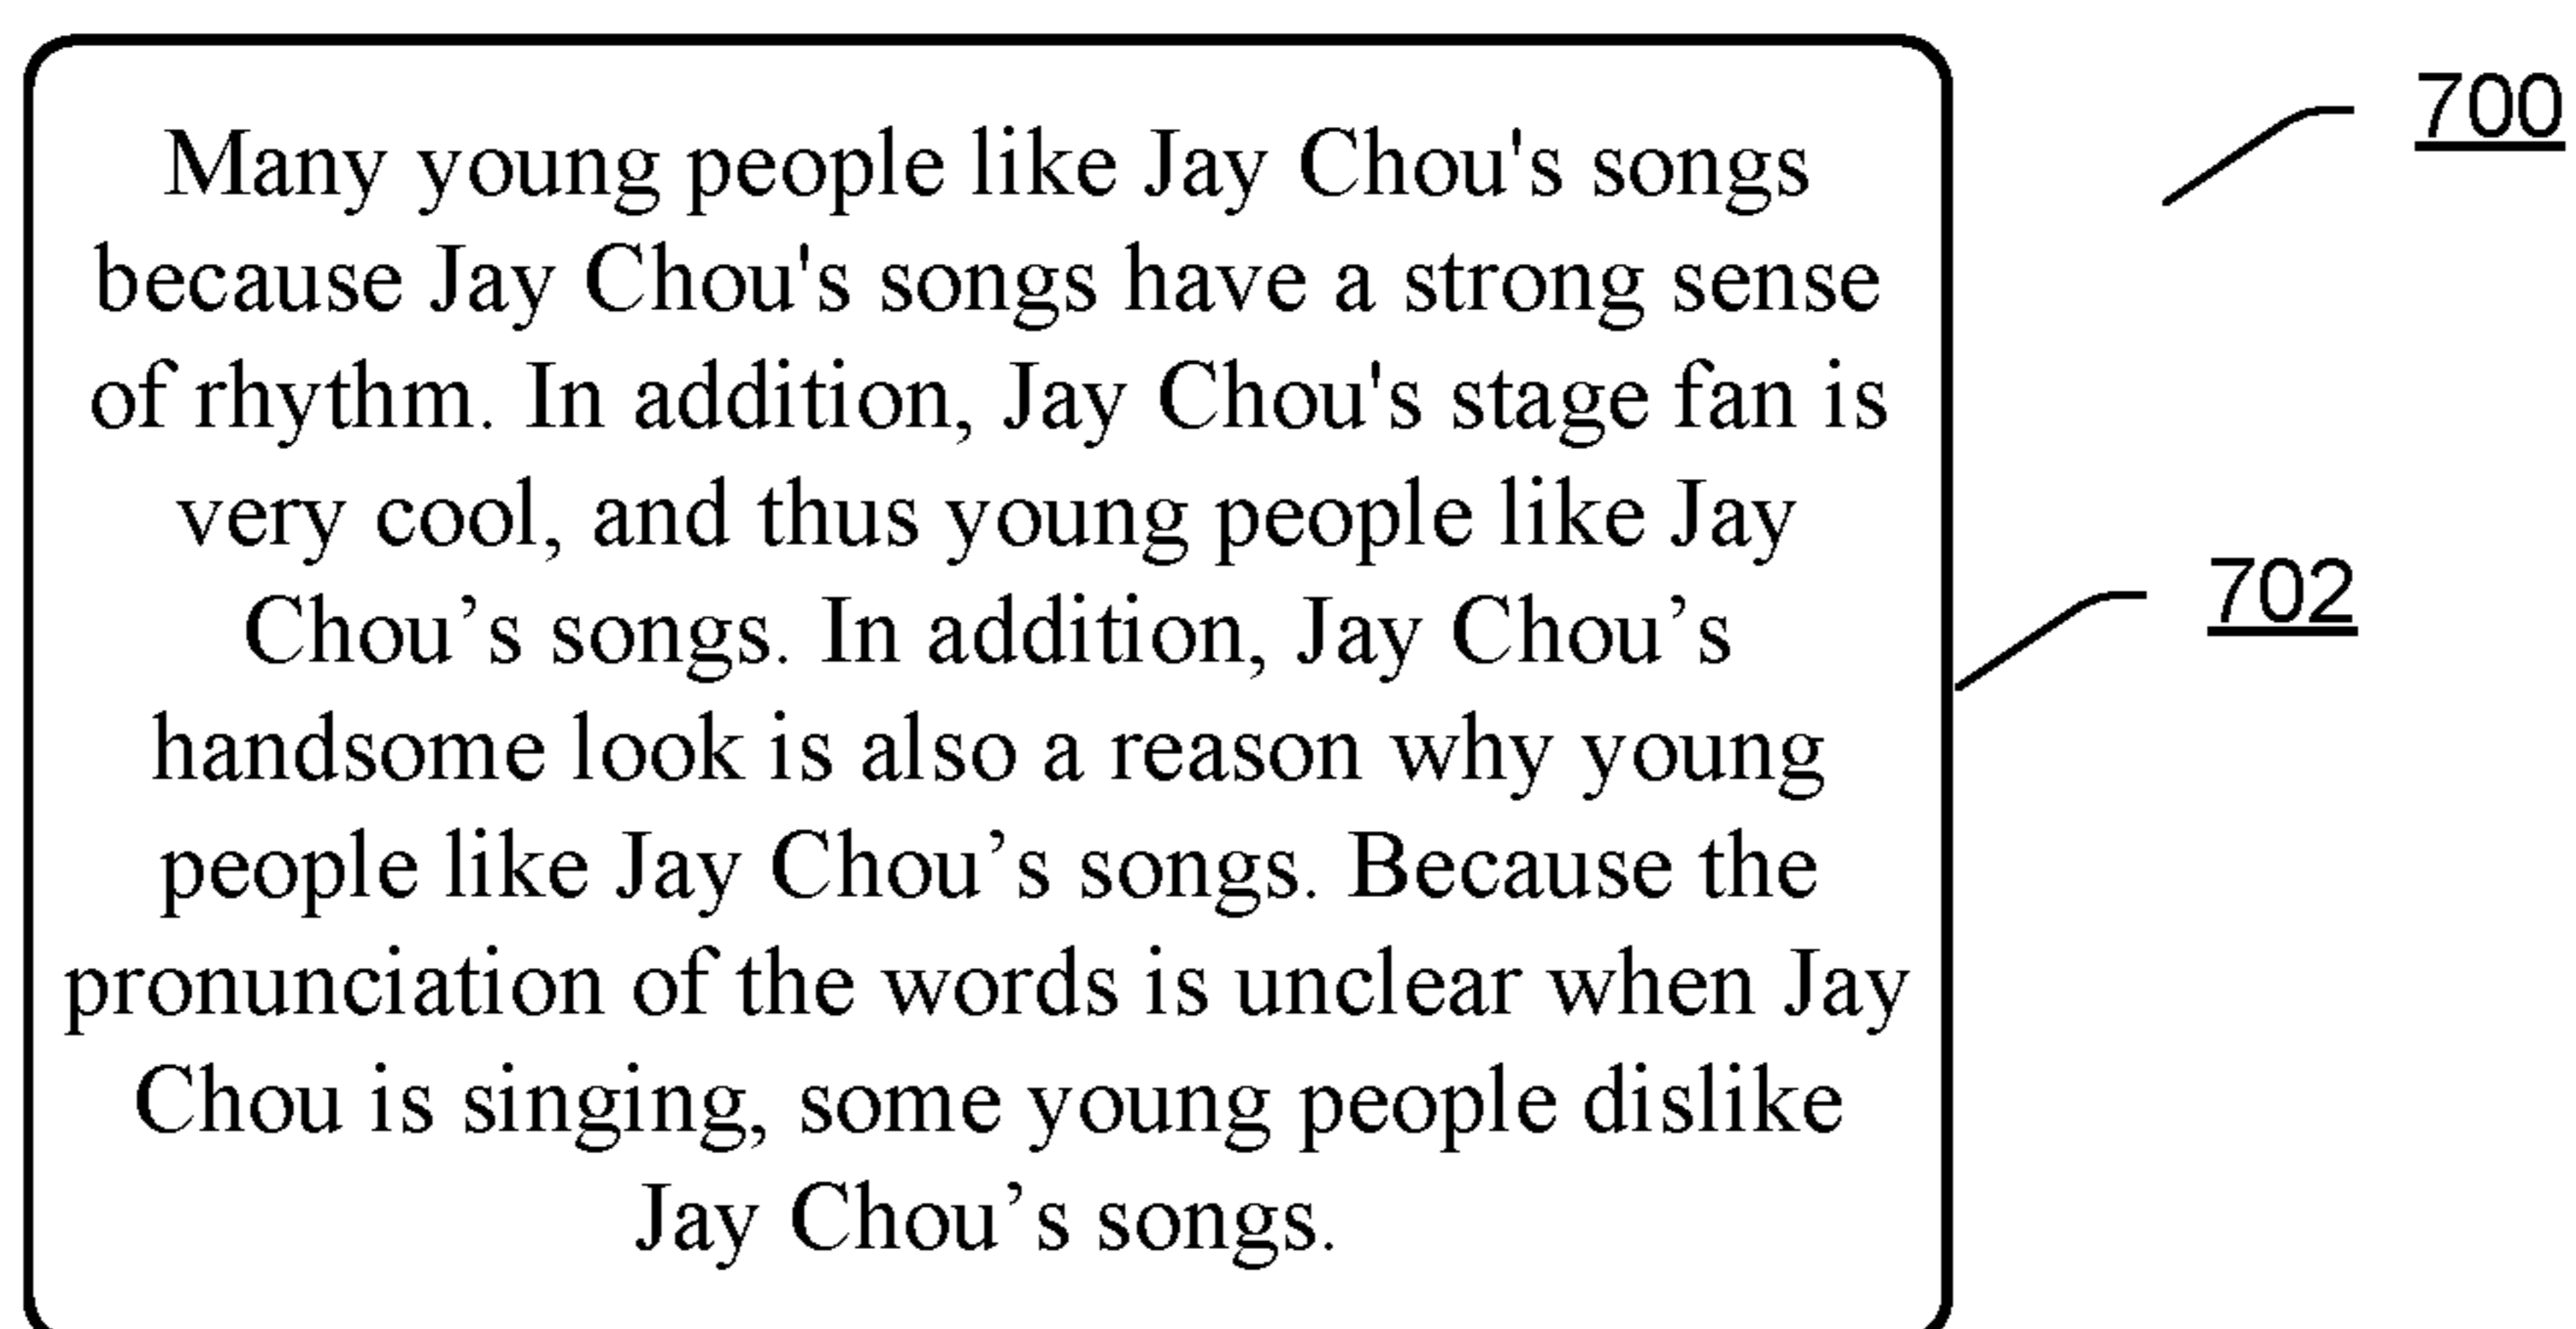 Many young people like Jay Chou's songs
because Jay Chou's songs have a strong sense
of rhythm. In addition, Jay Chou's stage fan is
very cool, and thus young people like Jay
Chou’s songs. In addition, Jay Chou’s
handsome look is also a reason why young
people like Jay Chou’s songs. Because the
pronunciation of the words is unclear when Jay
Chou is singing, some young people dislike
Jay Chou’s songs.
700
702